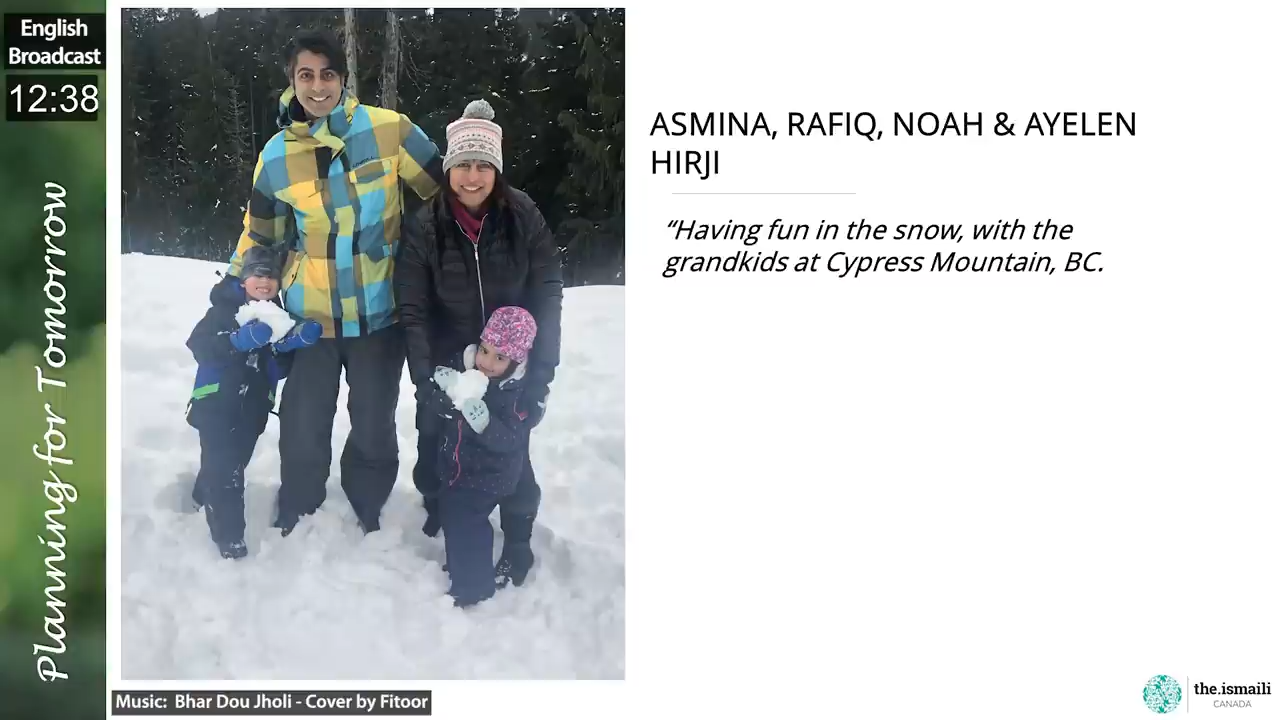 English
Broadcast
12:38
Planning for Tomorrow
ASMINA, RAFIQ, NOAH & AYELEN
HIRJI
“Having fun in the snow, with the
grandkids at Cypress Mountain, BC.
Music: Bhar Dou Jholi - Cover by Fitoor
the.ismaili
CANADA